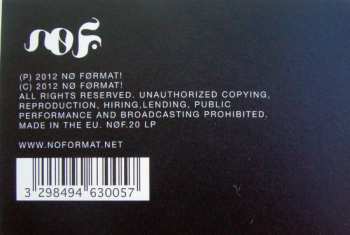 nøf.
(P) 2012 NØ FØRMAT!
(C) 2012 NØ FØRMAT!
ALL RIGHTS RESERVED. UNAUTHORIZED COPYING,
REPRODUCTION, HIRING,LENDING, PUBLIC
PERFORMANCE AND BROADCASTING PROHIBITED.
MADE IN THE EU. NØF.20 LP
WWW.NOFORMAT.NET
3 298494 630057